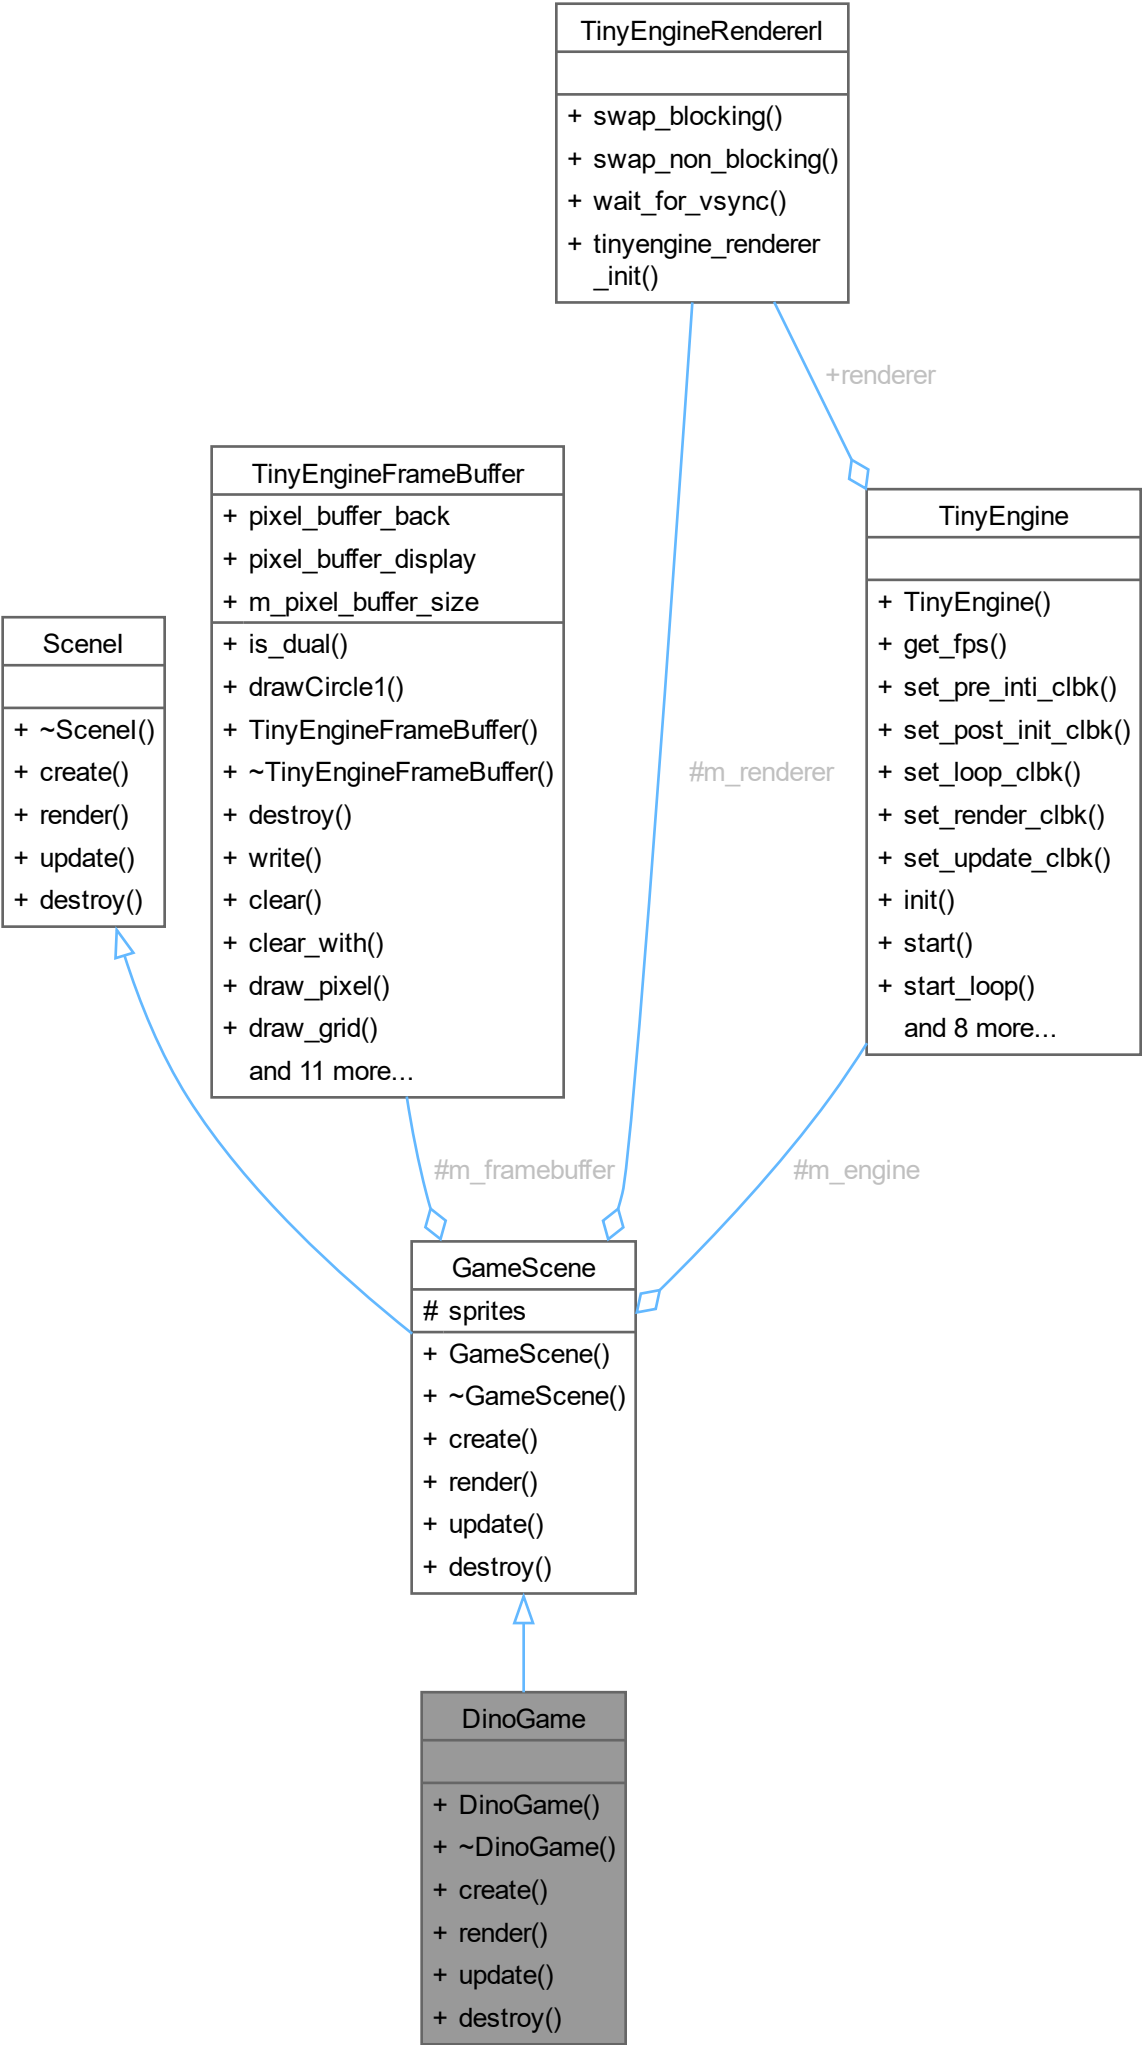 TinyEngineRendererI
+ swap_blocking()
+ swap_non_blocking()
+ wait_for_vsync()
+ tinyengine_renderer
_init()
+renderer
TinyEngineFrameBuffer
+ pixel_buffer_back
+ pixel_buffer_display
+ m_pixel_buffer_size
+ is_dual()
+ drawCircle1()
+ TinyEngineFrameBuffer()
+ ~TinyEngineFrameBuffer()
+ destroy()
+ write()
+ clear()
+ clear_with()
+ draw_pixel()
+ draw_grid()
and 11 more...
TinyEngine
+ TinyEngine()
+ get_fps()
+ set_pre_inti_clbk()
+ set_post_init_clbk()
+ set_loop_clbk()
+ set_render_clbk()
+ set_update_clbk()
+ init()
+ start()
+ start_loop()
and 8 more...
SceneI
+ ~SceneI()
+ create()
+ render()
+ update()
+ destroy()
#m_renderer
#m_framebuffer
#m_engine
GameScene
# sprites
+ GameScene()
+ ~GameScene()
+ create()
+ render()
+ update()
+ destroy()
DinoGame
+ DinoGame()
+ ~DinoGame()
+ create()
+ render()
+ update()
+ destroy()